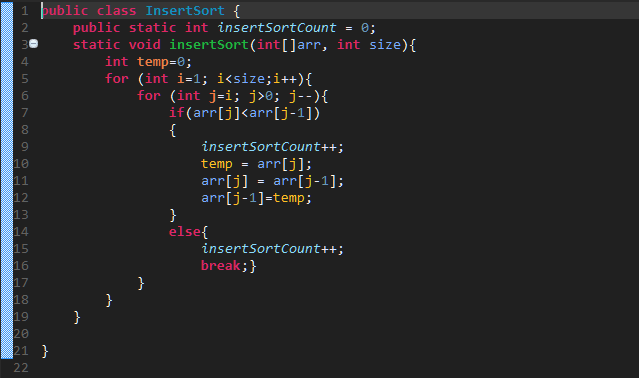 1 public class InsertSort {
2     public static int insertSortCount = 0;
3     static void insertSort(int[]arr, int size){
4         int temp=0;
5         for (int i=1; i<size;i++){
6             for (int j=i; j>0; j--){
7                 if(arr[j]<arr[j-1])
8                 {
9                     insertSortCount++;
10                     temp = arr[j];
11                     arr[j] = arr[j-1];
12                     arr[j-1]=temp;
13                 }
14                 else{
15                     insertSortCount++;
16                     break;}
17             }
18         }
19     }
20
21 }
22